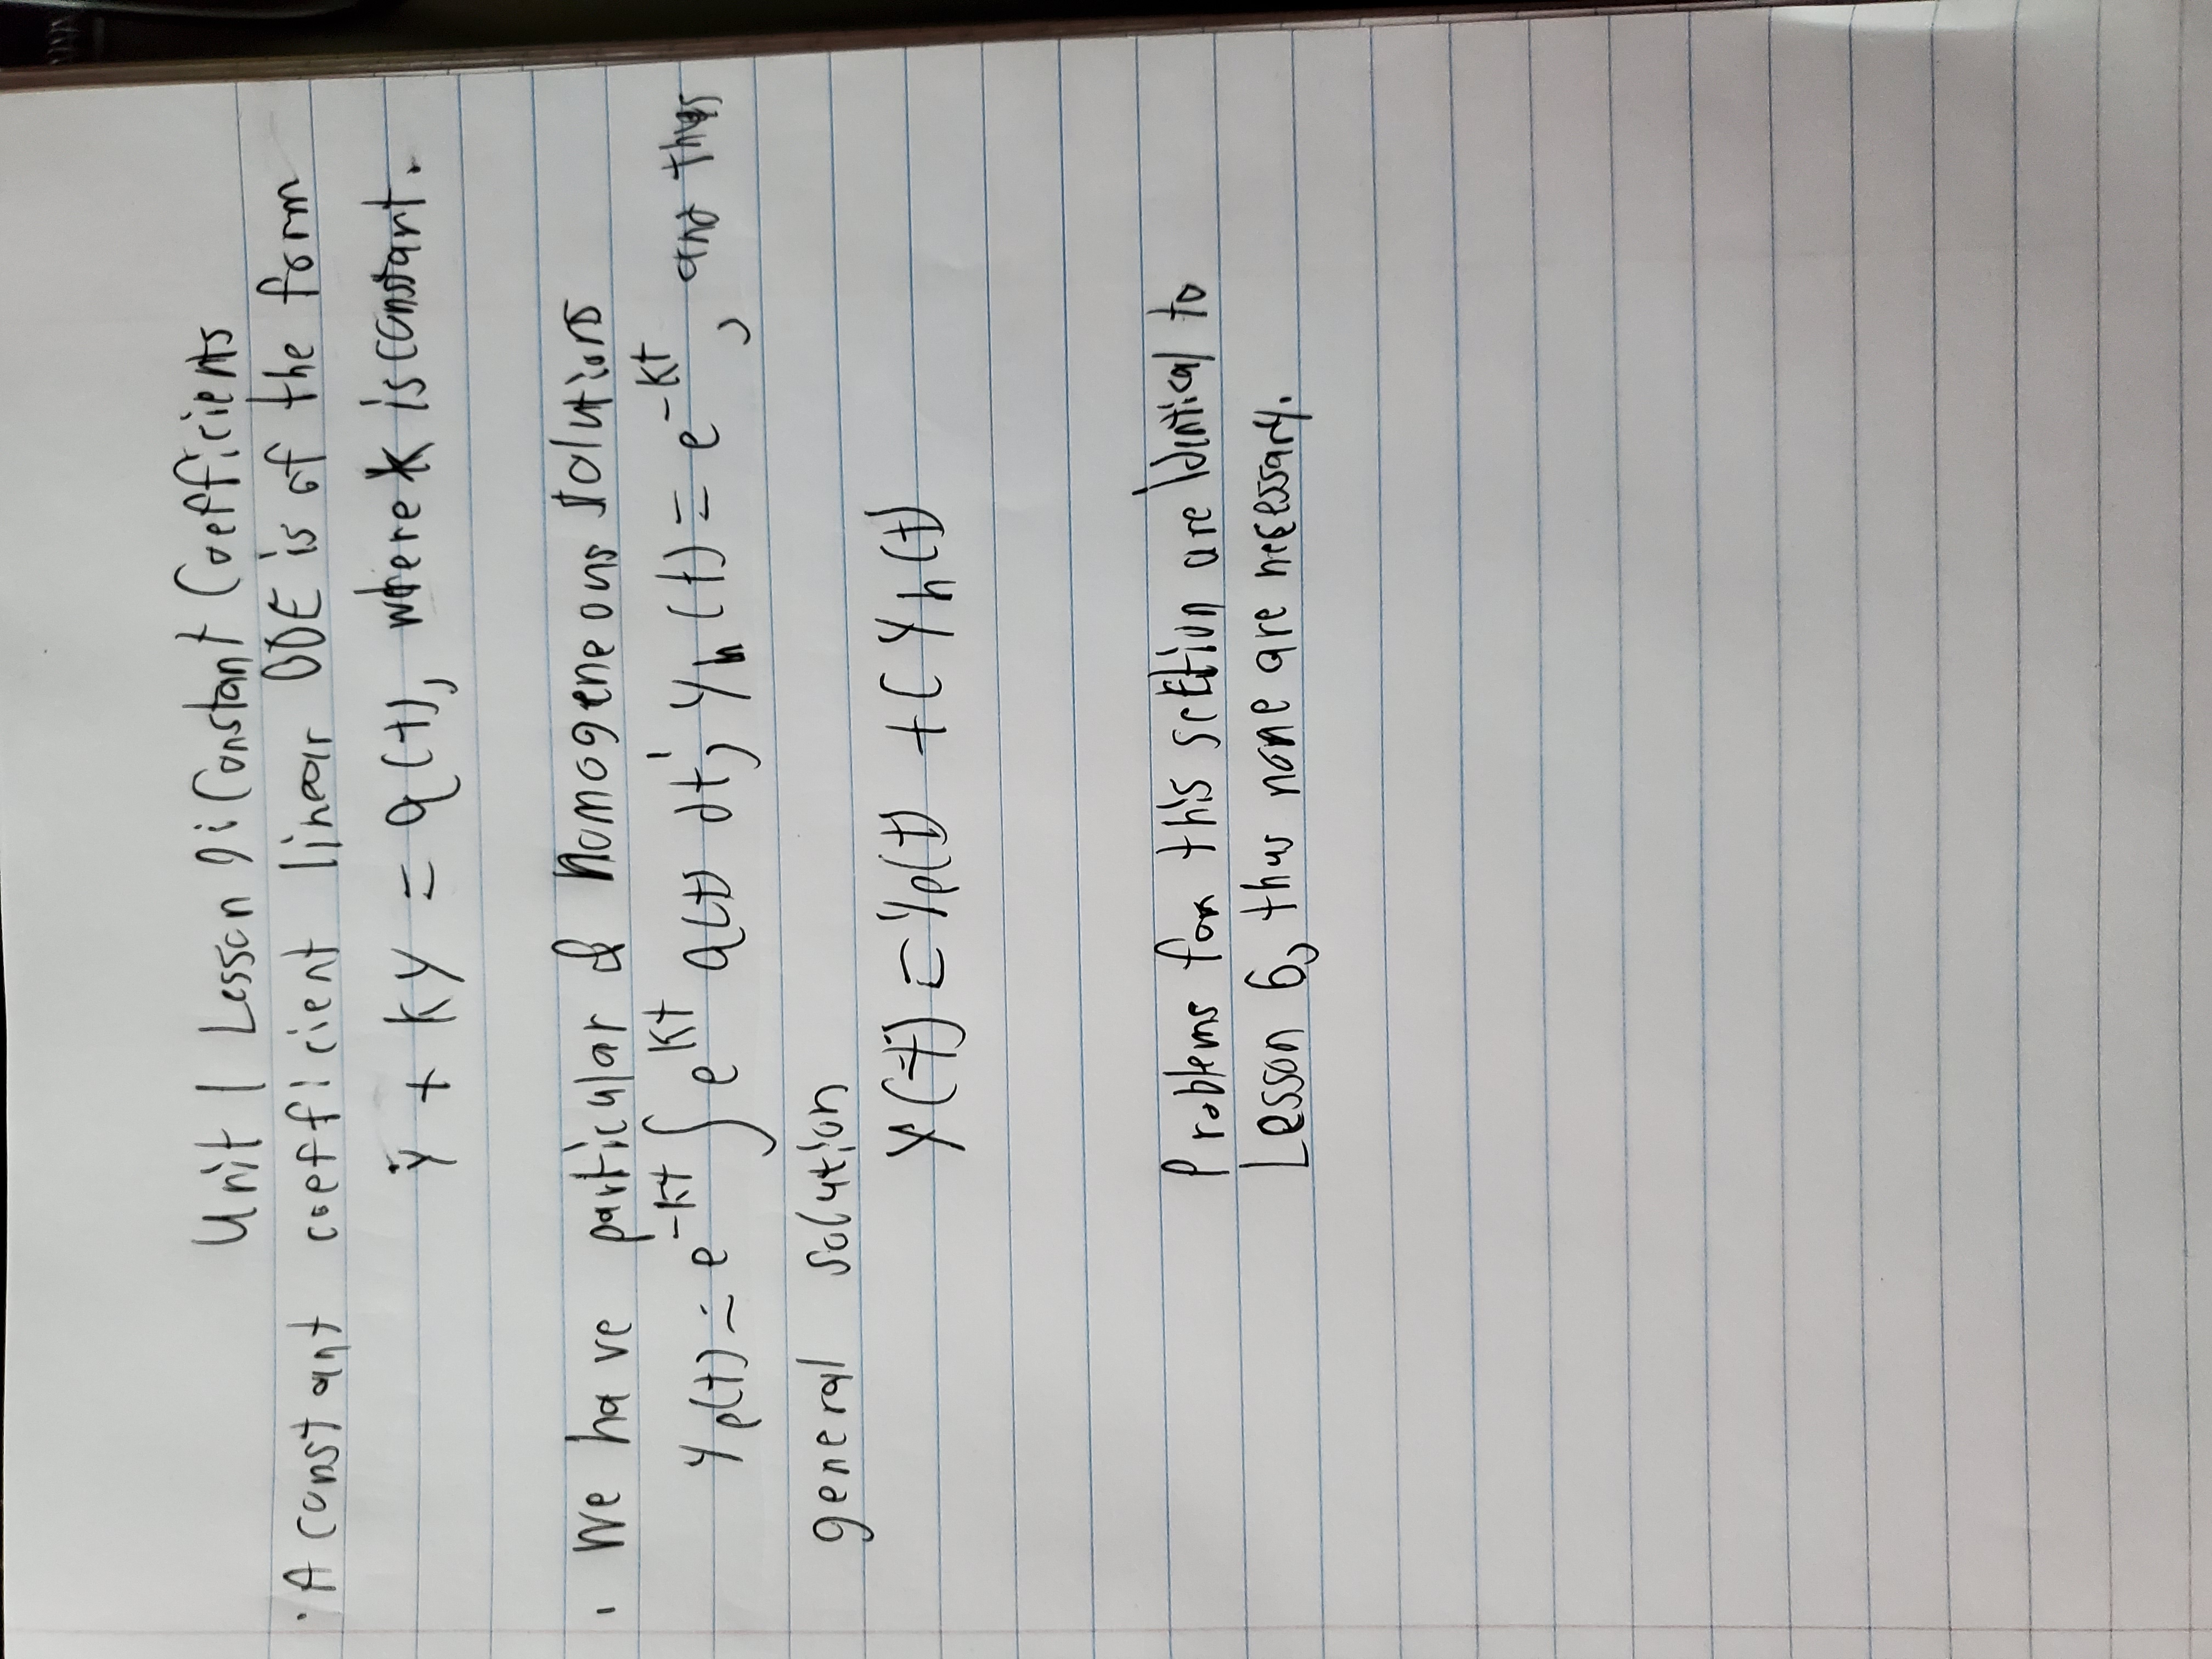 Unit 1 Lesson 9: Constant Coefficients
· A constant coefficient linear ODE is of the form
ẏ + ky = q(t), where k is constant.
· We have particular & homogeneous solutions
y_p(t) = e^{-kt} ∫ e^{kt} q(t) dt; y_h(t) = e^{-kt}, and thus
general solution
y(t) = y_p(t) + C y_h(t)
Problems for this section are identical to
Lesson 6, thus none are necessary.